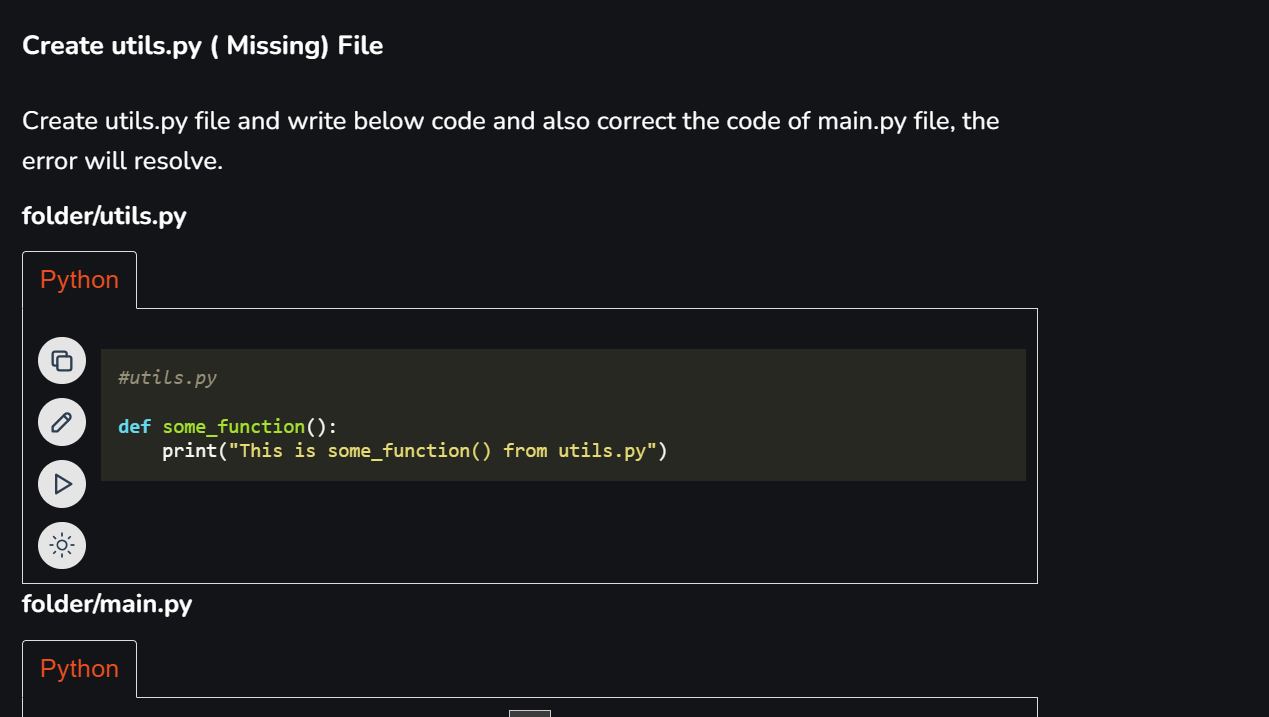 Create utils.py ( Missing) File
Create utils.py file and write below code and also correct the code of main.py file, the
error will resolve.
folder/utils.py
Python
#utils.py
def some_function():
    print("This is some_function() from utils.py")
folder/main.py
Python